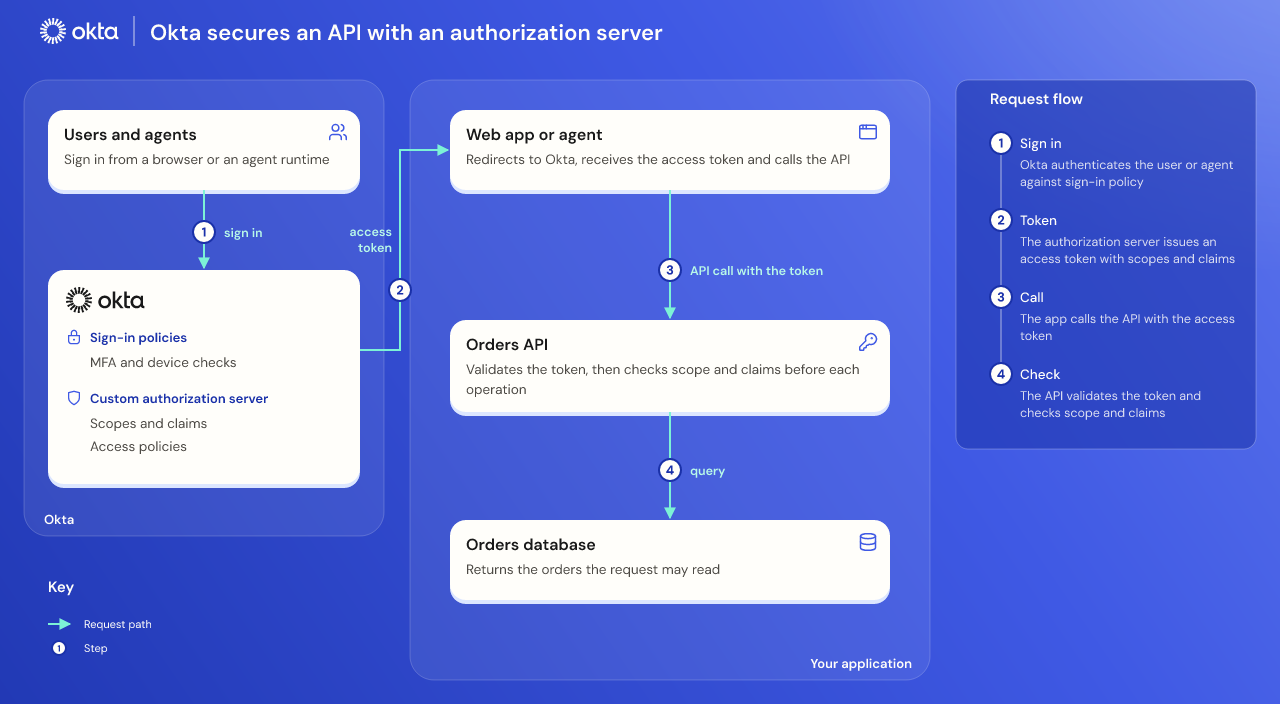 okta
Okta secures an API with an authorization server
Users and agents
Sign in from a browser or an agent runtime
1
sign in
okta
Sign-in policies
MFA and device checks
Custom authorization server
Scopes and claims
Access policies
Okta
access
token
2
Web app or agent
Redirects to Okta, receives the access token and calls the API
3
API call with the token
Orders API
Validates the token, then checks scope and claims before each
operation
4
query
Orders database
Returns the orders the request may read
Your application
Request flow
1
Sign in
Okta authenticates the user or agent
against sign-in policy
2
Token
The authorization server issues an
access token with scopes and claims
3
Call
The app calls the API with the access
token
4
Check
The API validates the token and
checks scope and claims
Key
Request path
1
Step